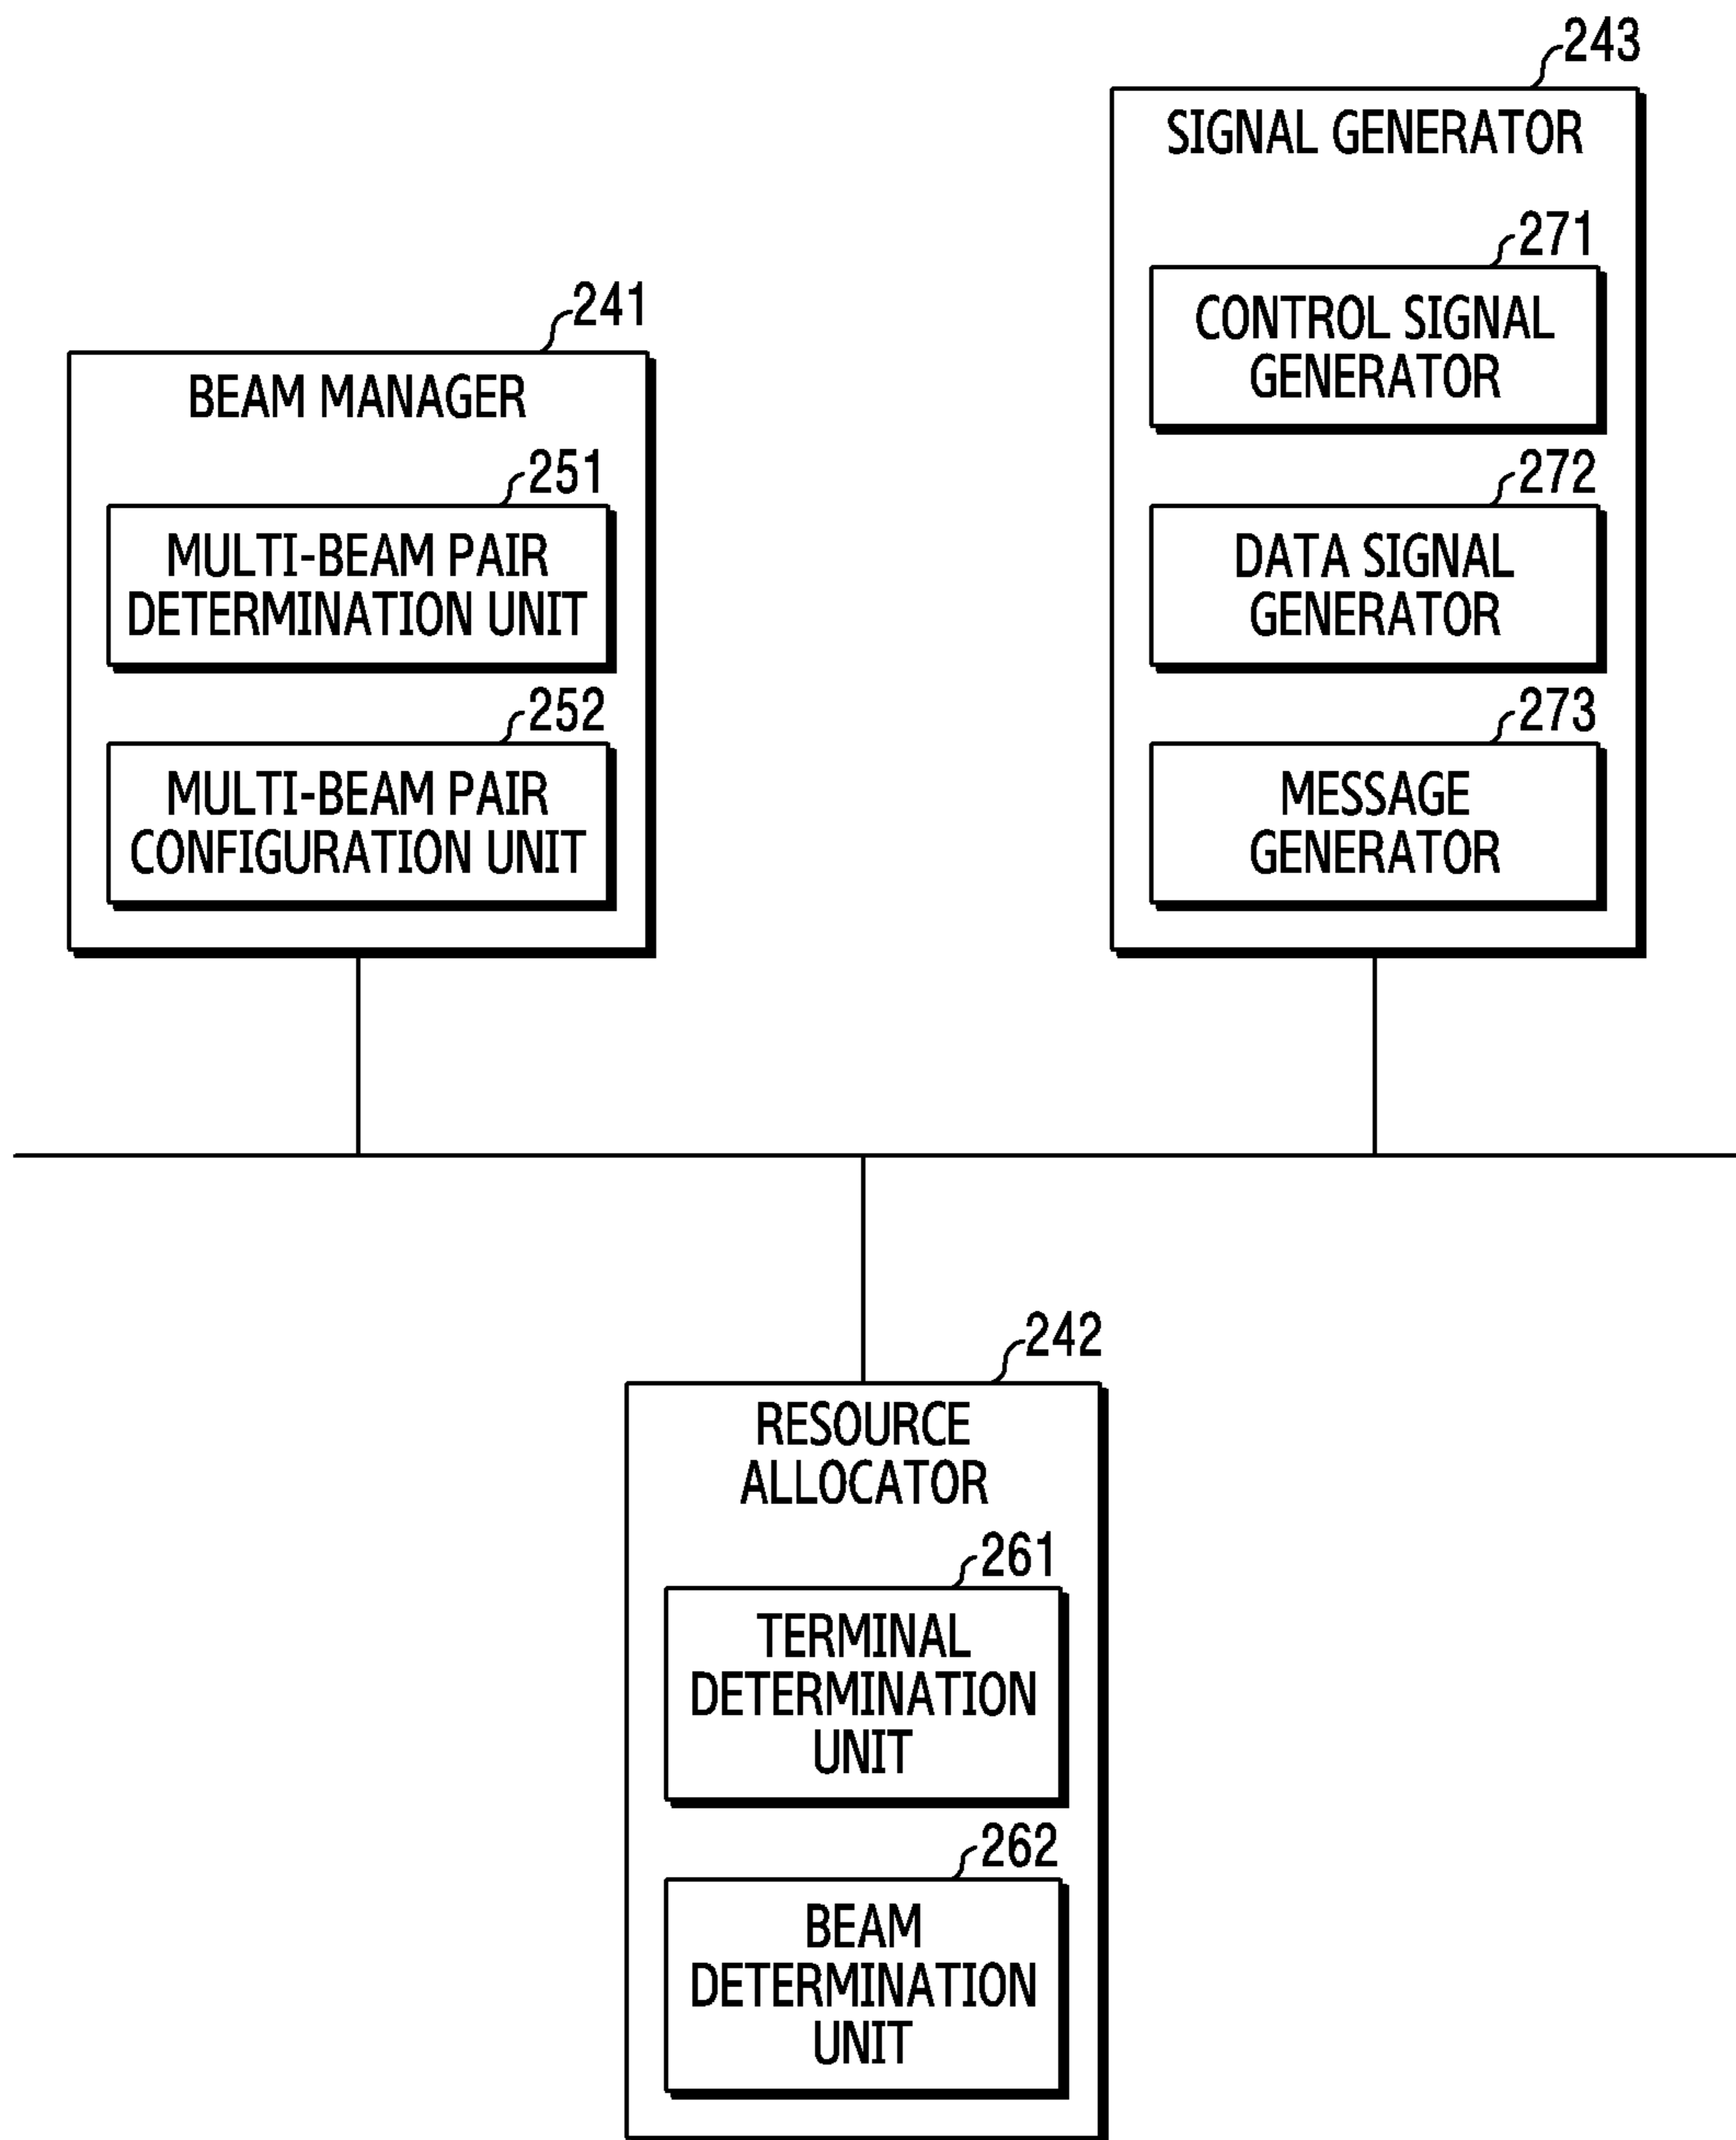 241
BEAM MANAGER
251
MULTI-BEAM PAIR
DETERMINATION UNIT
252
MULTI-BEAM PAIR
CONFIGURATION UNIT
243
SIGNAL GENERATOR
271
CONTROL SIGNAL
GENERATOR
272
DATA SIGNAL
GENERATOR
273
MESSAGE
GENERATOR
242
RESOURCE
ALLOCATOR
261
TERMINAL
DETERMINATION
UNIT
262
BEAM
DETERMINATION
UNIT